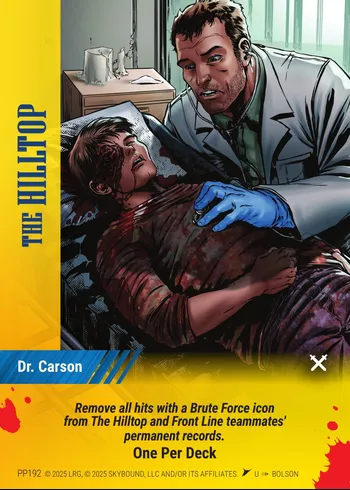 THE HILLTOP
Dr. Carson
Remove all hits with a Brute Force icon
from The Hilltop and Front Line teammates'
permanent records.
One Per Deck
PP192 © 2025 LRG, © 2025 SKYBOUND, LLC AND/OR ITS AFFILIATES. U ⇒ BOLSON